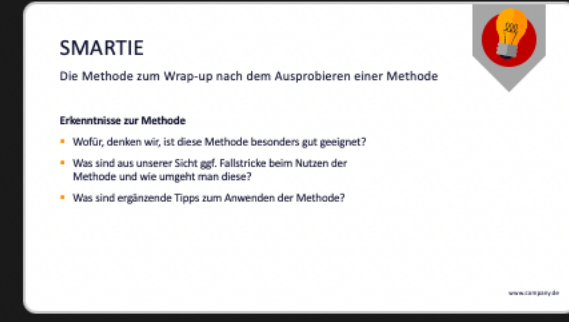 SMARTIE
Die Methode zum Wrap-up nach dem Ausprobieren einer Methode
Erkenntnisse zur Methode
Wofür, denken wir, ist diese Methode besonders gut geeignet?
Was sind aus unserer Sicht ggf. Fallstricke beim Nutzen der
Methode und wie umgeht man diese?
Was sind ergänzende Tipps zum Anwenden der Methode?
www.company.de